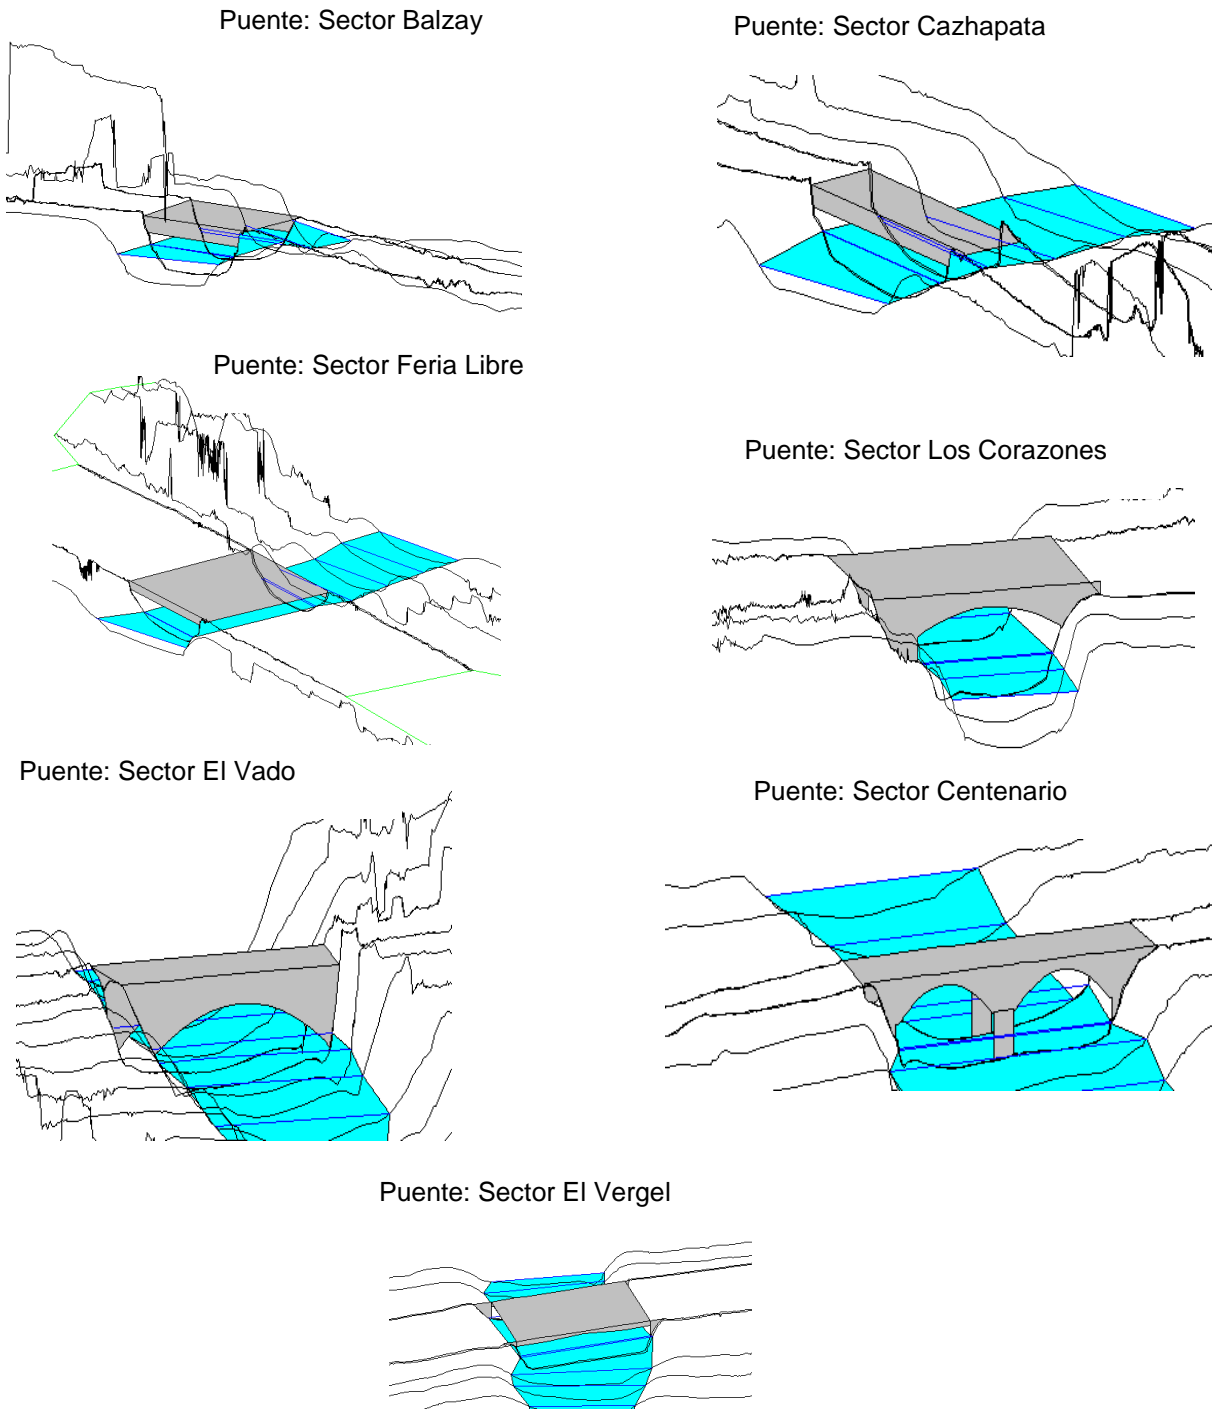 Puente: Sector Balzay
Puente: Sector Cazhapata
Puente: Sector Feria Libre
Puente: Sector Los Corazones
Puente: Sector El Vado
Puente: Sector Centenario
Puente: Sector El Vergel